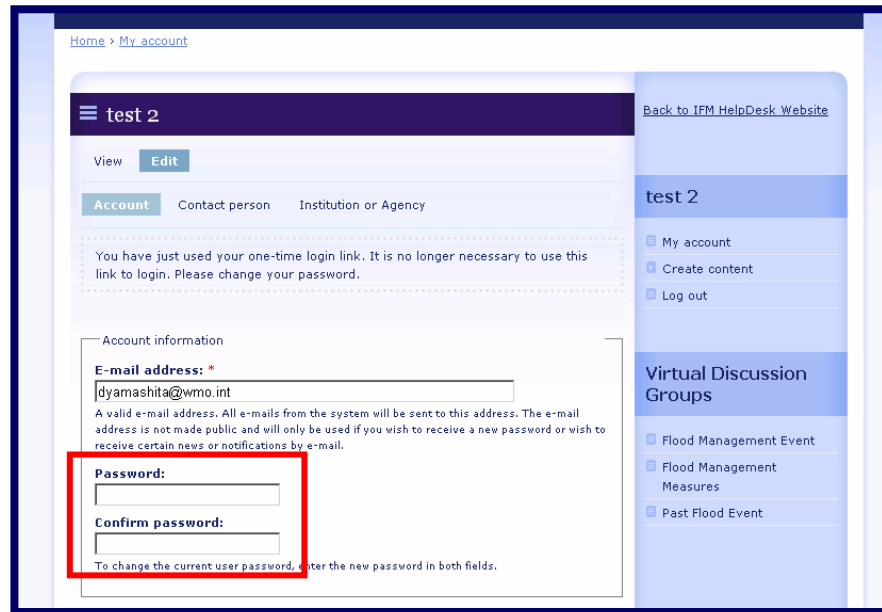 Home > My account
test 2
View Edit
Account Contact person Institution or Agency
You have just used your one-time login link. It is no longer necessary to use this
link to login. Please change your password.
Account information
E-mail address: *
dyamashita@wmo.int
A valid e-mail address. All e-mails from the system will be sent to this address. The e-mail
address is not made public and will only be used if you wish to receive a new password or wish to
receive certain news or notifications by e-mail.
Password:
Confirm password:
To change the current user password, enter the new password in both fields.
Back to IFM HelpDesk Website
test 2
My account
Create content
Log out
Virtual Discussion
Groups
Flood Management Event
Flood Management
Measures
Past Flood Event